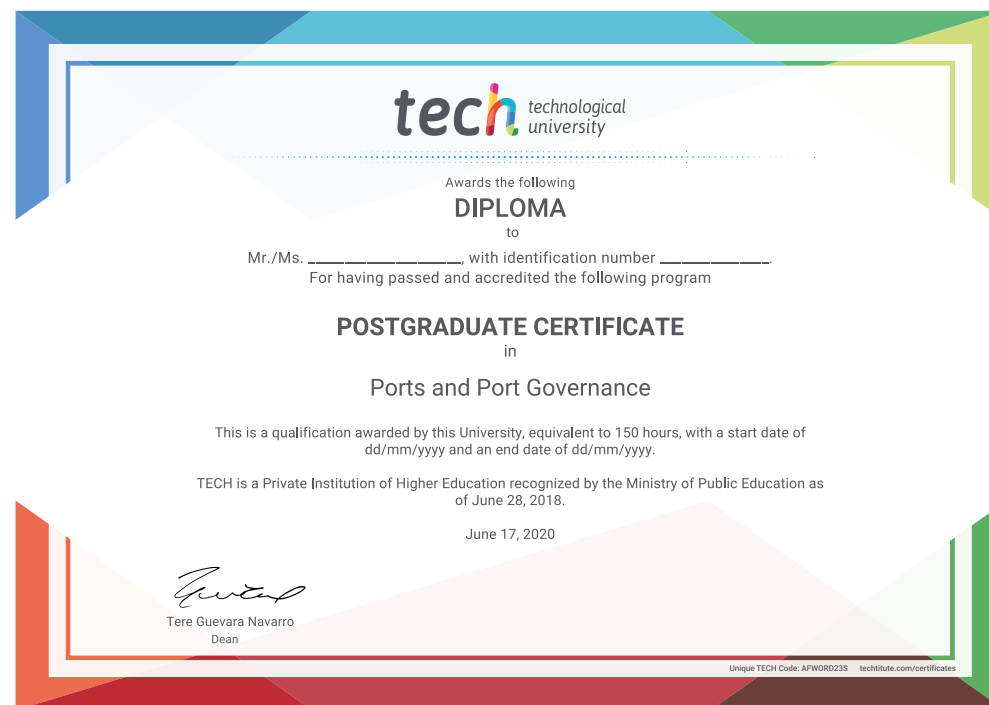 tech technological
university
Awards the following
DIPLOMA
to
Mr./Ms. ____________________, with identification number ______________.
For having passed and accredited the following program
POSTGRADUATE CERTIFICATE
in
Ports and Port Governance
This is a qualification awarded by this University, equivalent to 150 hours, with a start date of
dd/mm/yyyy and an end date of dd/mm/yyyy.
TECH is a Private Institution of Higher Education recognized by the Ministry of Public Education as
of June 28, 2018.
June 17, 2020
Tere Guevara Navarro
Dean
Unique TECH Code: AFWORD23S techtitute.com/certificates